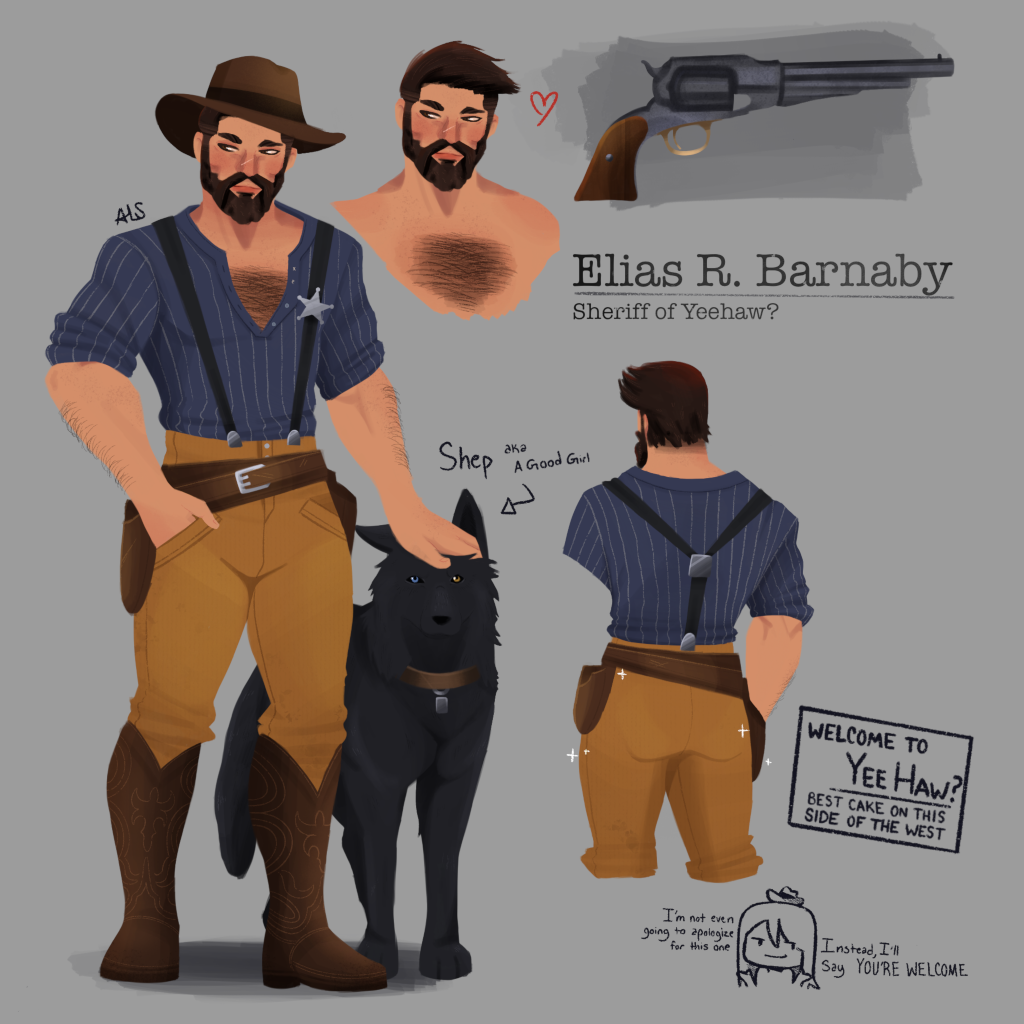 ALS
Elias R. Barnaby
Sheriff of Yeehaw?
Shep aka
A Good Girl
WELCOME TO
YEE HAW?
BEST CAKE ON THIS
SIDE OF THE WEST
I'm not even
going to apologize
for this one
Instead, I'll
Say YOU'RE WELCOME